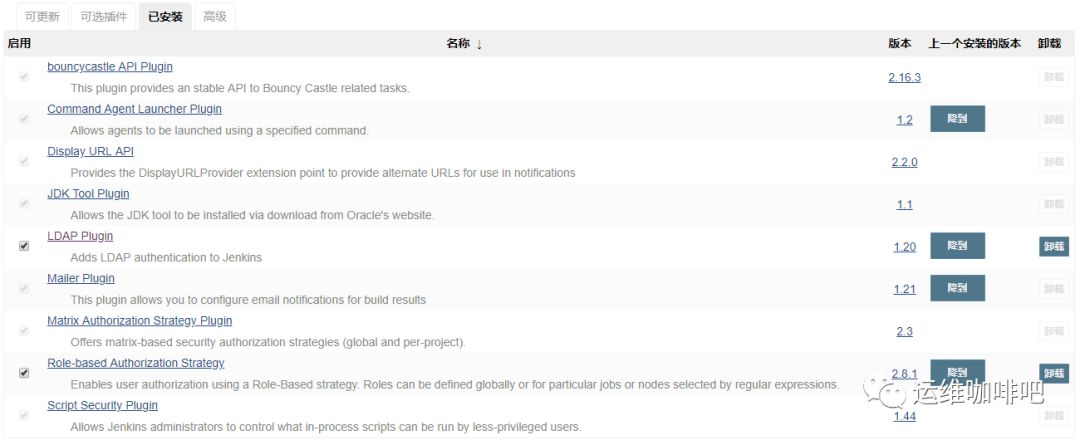 可更新 可选插件 已安装 高级
启用 名称 ↓ 版本 上一个安装的版本 卸载
bouncycastle API Plugin
This plugin provides an stable API to Bouncy Castle related tasks.
2.16.3 卸载
Command Agent Launcher Plugin
Allows agents to be launched using a specified command.
1.2 降到 卸载
Display URL API
Provides the DisplayURLProvider extension point to provide alternate URLs for use in notifications
2.2.0 卸载
JDK Tool Plugin
Allows the JDK tool to be installed via download from Oracle's website.
1.1 卸载
LDAP Plugin
Adds LDAP authentication to Jenkins
1.20 降到 卸载
Mailer Plugin
This plugin allows you to configure email notifications for build results
1.21 降到 卸载
Matrix Authorization Strategy Plugin
Offers matrix-based security authorization strategies (global and per-project).
2.3 卸载
Role-based Authorization Strategy
Enables user authorization using a Role-Based strategy. Roles can be defined globally or for particular jobs or nodes selected by regular expressions.
2.8.1 降到 卸载
运维咖啡吧
Script Security Plugin
Allows Jenkins administrators to control what in-process scripts can be run by less-privileged users.
1.44 卸载